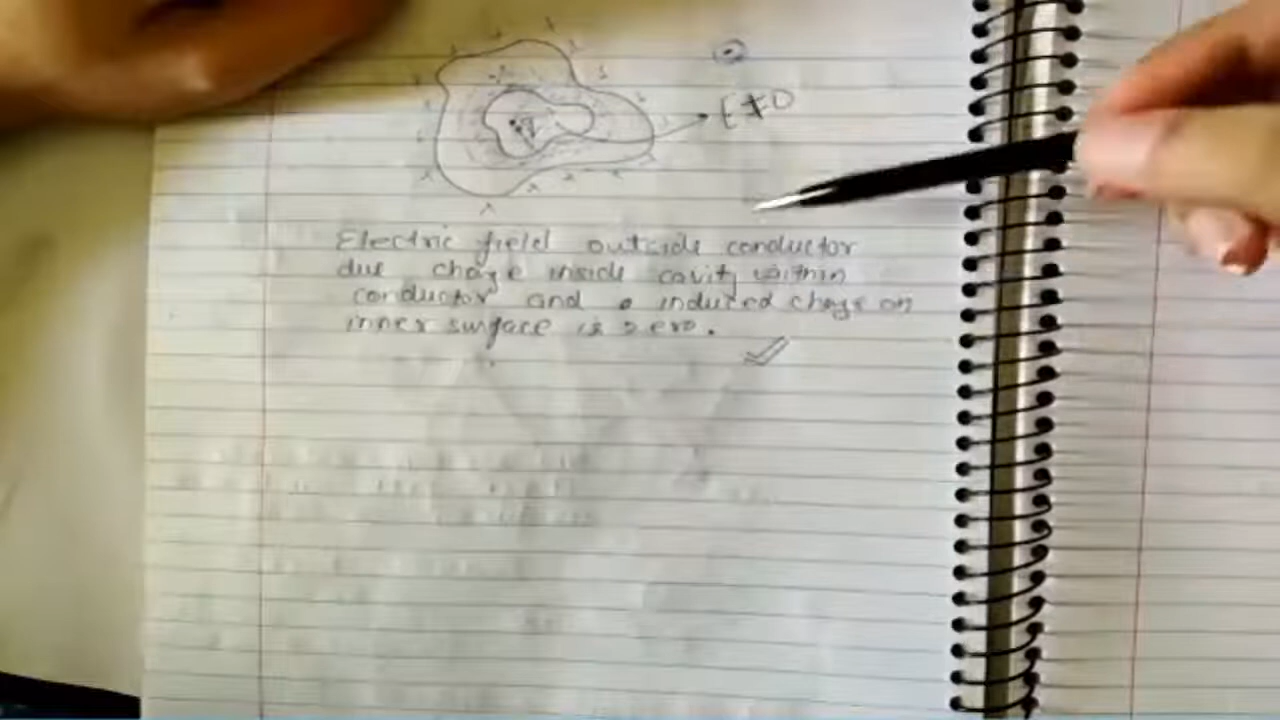 q
E≠0
Electric field outside conductor
due charge inside cavity within
conductor and induced charge on
inner surface is zero.